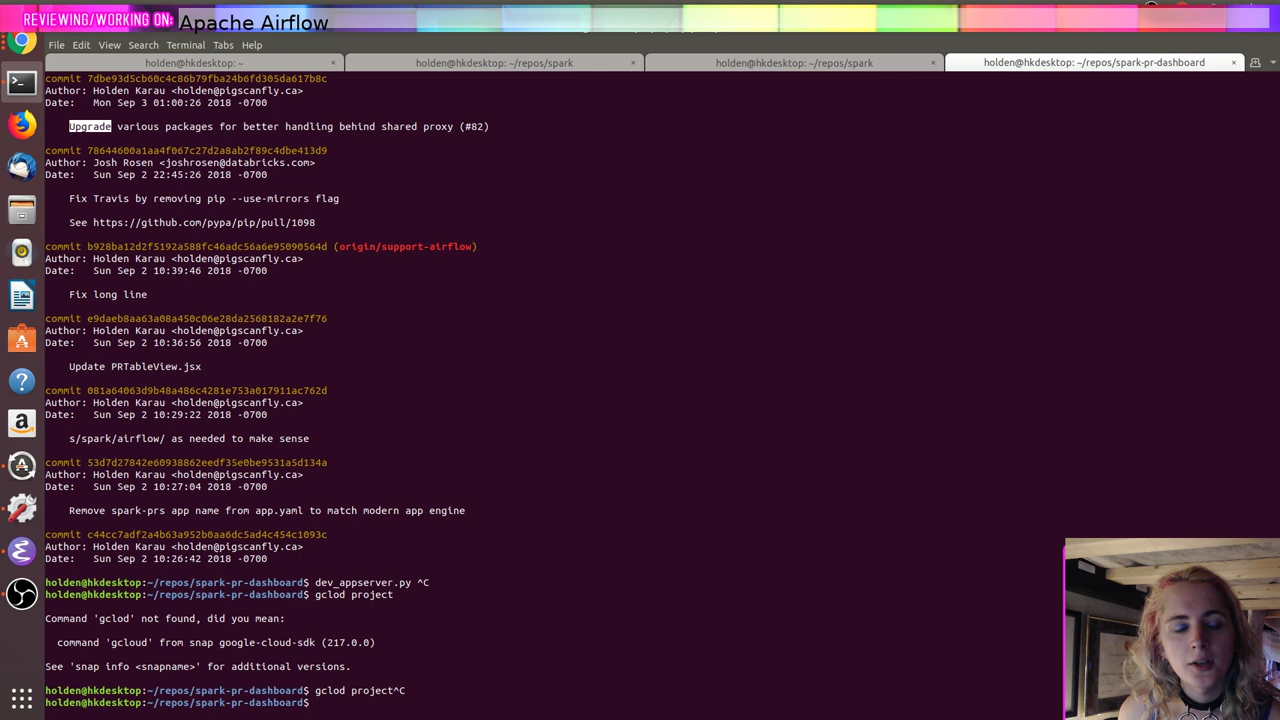 REVIEWING/WORKING ON: Apache Airflow
File Edit View Search Terminal Tabs Help
holden@hkdesktop: ~ × holden@hkdesktop: ~/repos/spark × holden@hkdesktop: ~/repos/spark × holden@hkdesktop: ~/repos/spark-pr-dashboard ×
commit 7dbe93d5cb60c4c86b79fba24b6fd305da617b8c
Author: Holden Karau <holden@pigscanfly.ca>
Date: Mon Sep 3 01:00:26 2018 -0700
Upgrade various packages for better handling behind shared proxy (#82)
commit 78644600a1aa4f067c27d2a8ab2f89c4dbe413d9
Author: Josh Rosen <joshrosen@databricks.com>
Date: Sun Sep 2 22:45:26 2018 -0700
Fix Travis by removing pip --use-mirrors flag
See https://github.com/pypa/pip/pull/1098
commit b928ba12d2f5192a588fc46adc56a6e95090564d (origin/support-airflow)
Author: Holden Karau <holden@pigscanfly.ca>
Date: Sun Sep 2 10:39:46 2018 -0700
Fix long line
commit e9daeb8aa63a08a450c06e28da2568182a2e7f76
Author: Holden Karau <holden@pigscanfly.ca>
Date: Sun Sep 2 10:36:56 2018 -0700
Update PRTableView.jsx
commit 081a64063d9b48a486c4281e753a017911ac762d
Author: Holden Karau <holden@pigscanfly.ca>
Date: Sun Sep 2 10:29:22 2018 -0700
s/spark/airflow/ as needed to make sense
commit 53d7d27842e60938862eedf35e0be9531a5d134a
Author: Holden Karau <holden@pigscanfly.ca>
Date: Sun Sep 2 10:27:04 2018 -0700
Remove spark-prs app name from app.yaml to match modern app engine
commit c44cc7adf2a4b63a952b0aa6dc5ad4c454c1093c
Author: Holden Karau <holden@pigscanfly.ca>
Date: Sun Sep 2 10:26:42 2018 -0700
holden@hkdesktop:~/repos/spark-pr-dashboard$ dev_appserver.py ^C
holden@hkdesktop:~/repos/spark-pr-dashboard$ gclod project
Command 'gclod' not found, did you mean:
command 'gcloud' from snap google-cloud-sdk (217.0.0)
See 'snap info <snapname>' for additional versions.
holden@hkdesktop:~/repos/spark-pr-dashboard$ gclod project^C
holden@hkdesktop:~/repos/spark-pr-dashboard$